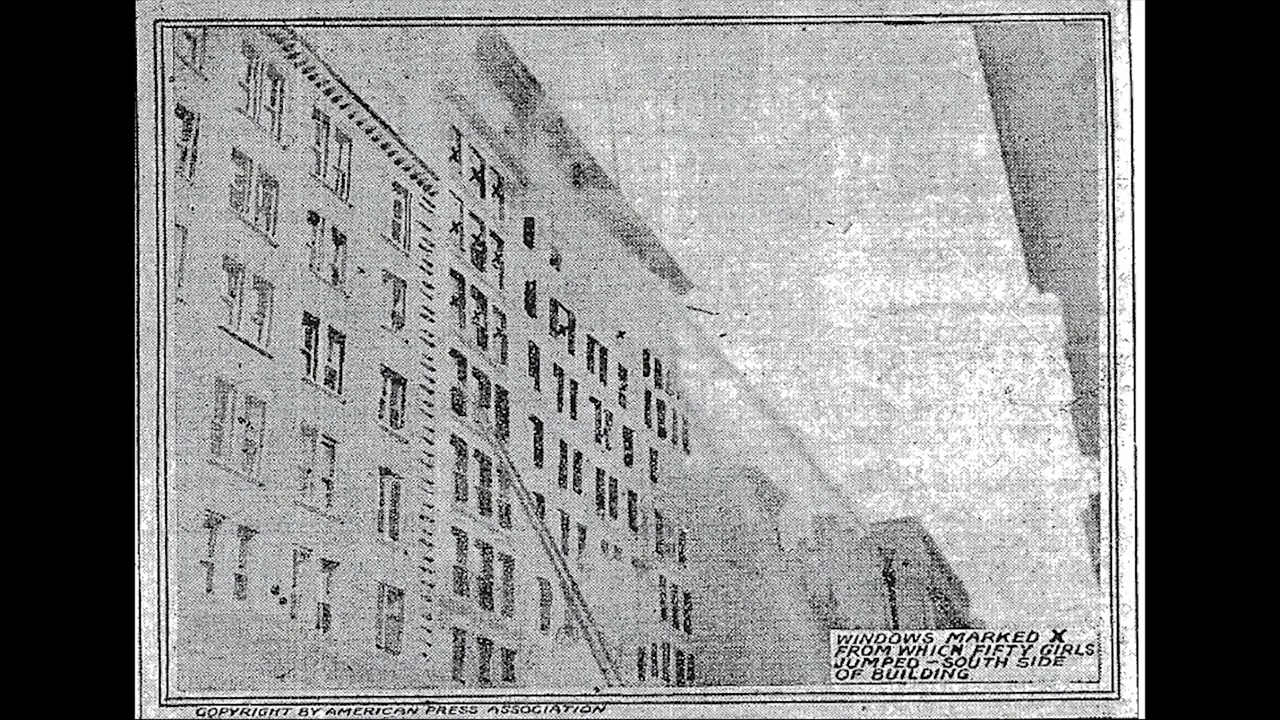 WINDOWS MARKED X
FROM WHICH FIFTY GIRLS
JUMPED - SOUTH SIDE
OF BUILDING
COPYRIGHT BY AMERICAN PRESS ASSOCIATION